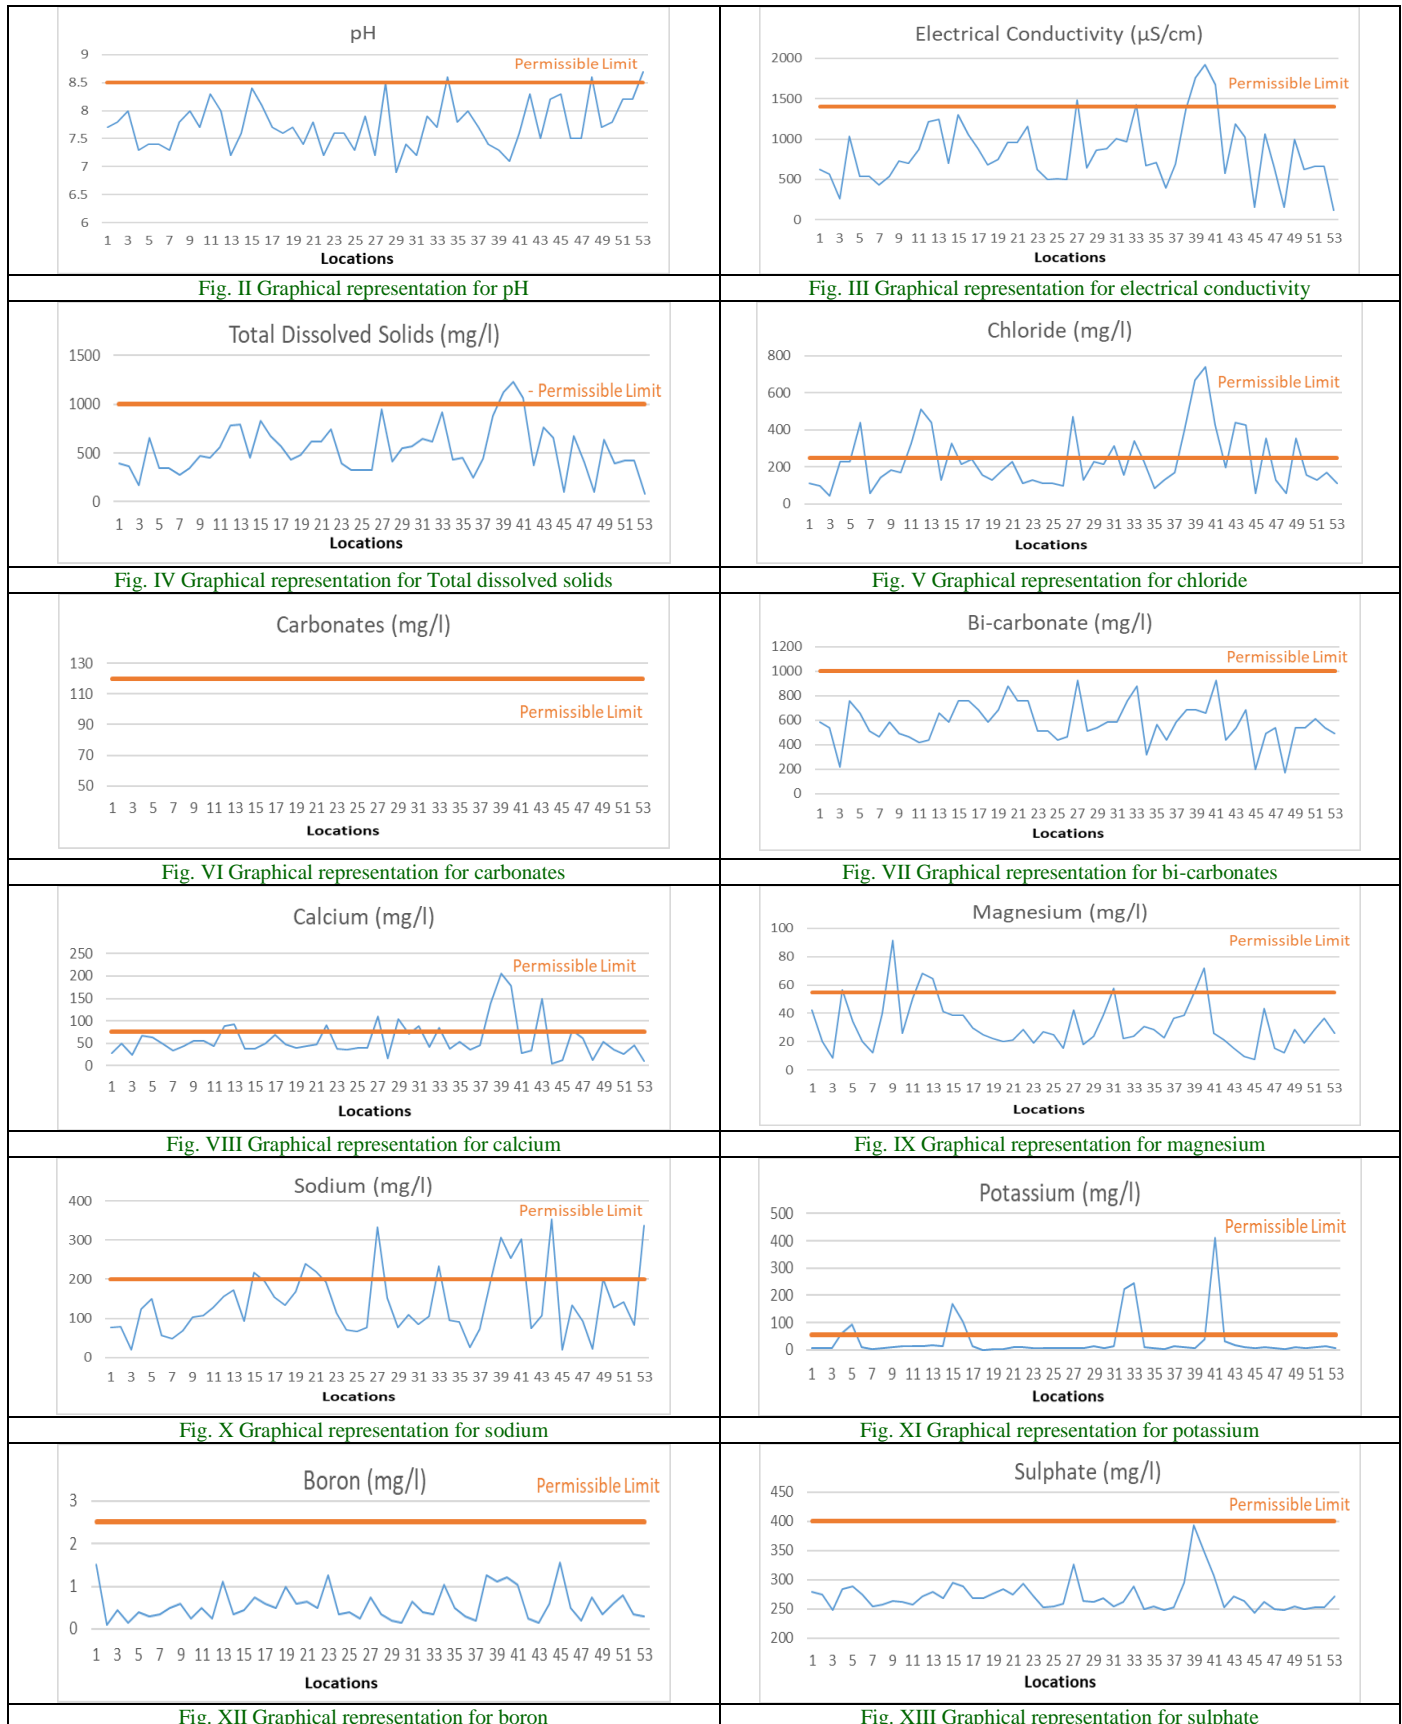 pH
Permissible Limit
9
8.5
8
7.5
7
6.5
6
1 3 5 7 9 11 13 15 17 19 21 23 25 27 29 31 33 35 37 39 41 43 45 47 49 51 53
Locations
Fig. II Graphical representation for pH
Electrical Conductivity (µS/cm)
Permissible Limit
2000
1500
1000
500
0
1 3 5 7 9 11 13 15 17 19 21 23 25 27 29 31 33 35 37 39 41 43 45 47 49 51 53
Locations
Fig. III Graphical representation for electrical conductivity
Total Dissolved Solids (mg/l)
- Permissible Limit
1500
1000
500
0
1 3 5 7 9 11 13 15 17 19 21 23 25 27 29 31 33 35 37 39 41 43 45 47 49 51 53
Locations
Fig. IV Graphical representation for Total dissolved solids
Chloride (mg/l)
Permissible Limit
800
600
400
200
0
1 3 5 7 9 11 13 15 17 19 21 23 25 27 29 31 33 35 37 39 41 43 45 47 49 51 53
Locations
Fig. V Graphical representation for chloride
Carbonates (mg/l)
130
110
90
70
50
Permissible Limit
1 3 5 7 9 11 13 15 17 19 21 23 25 27 29 31 33 35 37 39 41 43 45 47 49 51 53
Locations
Fig. VI Graphical representation for carbonates
Bi-carbonate (mg/l)
Permissible Limit
1200
1000
800
600
400
200
0
1 3 5 7 9 11 13 15 17 19 21 23 25 27 29 31 33 35 37 39 41 43 45 47 49 51 53
Locations
Fig. VII Graphical representation for bi-carbonates
Calcium (mg/l)
Permissible Limit
250
200
150
100
50
0
1 3 5 7 9 11 13 15 17 19 21 23 25 27 29 31 33 35 37 39 41 43 45 47 49 51 53
Locations
Fig. VIII Graphical representation for calcium
Magnesium (mg/l)
Permissible Limit
100
80
60
40
20
0
1 3 5 7 9 11 13 15 17 19 21 23 25 27 29 31 33 35 37 39 41 43 45 47 49 51 53
Locations
Fig. IX Graphical representation for magnesium
Sodium (mg/l)
Permissible Limit
400
300
200
100
0
1 3 5 7 9 11 13 15 17 19 21 23 25 27 29 31 33 35 37 39 41 43 45 47 49 51 53
Locations
Fig. X Graphical representation for sodium
Potassium (mg/l)
Permissible Limit
500
400
300
200
100
0
1 3 5 7 9 11 13 15 17 19 21 23 25 27 29 31 33 35 37 39 41 43 45 47 49 51 53
Locations
Fig. XI Graphical representation for potassium
Boron (mg/l)
Permissible Limit
3
2
1
0
1 3 5 7 9 11 13 15 17 19 21 23 25 27 29 31 33 35 37 39 41 43 45 47 49 51 53
Locations
Fig. XII Graphical representation for boron
Sulphate (mg/l)
Permissible Limit
450
400
350
300
250
200
1 3 5 7 9 11 13 15 17 19 21 23 25 27 29 31 33 35 37 39 41 43 45 47 49 51 53
Locations
Fig. XIII Graphical representation for sulphate